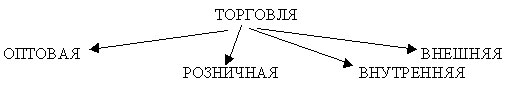 ТОРГОВЛЯ
ОПТОВАЯ ВНЕШНЯЯ
РОЗНИЧНАЯ ВНУТРЕННЯЯ